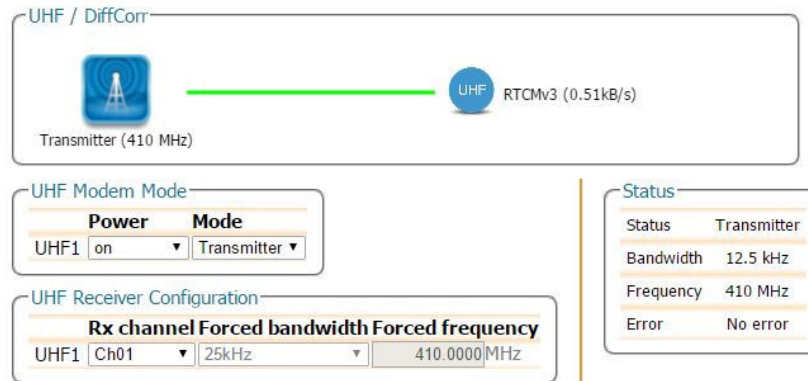 UHF / DiffCorr
UHF
RTCMv3 (0.51kB/s)
Transmitter (410 MHz)
UHF Modem Mode
Power Mode
UHF1 on Transmitter
UHF Receiver Configuration
Rx channel Forced bandwidth Forced frequency
UHF1 Ch01 25kHz 410.0000 MHz
Status
Status Transmitter
Bandwidth 12.5 kHz
Frequency 410 MHz
Error No error